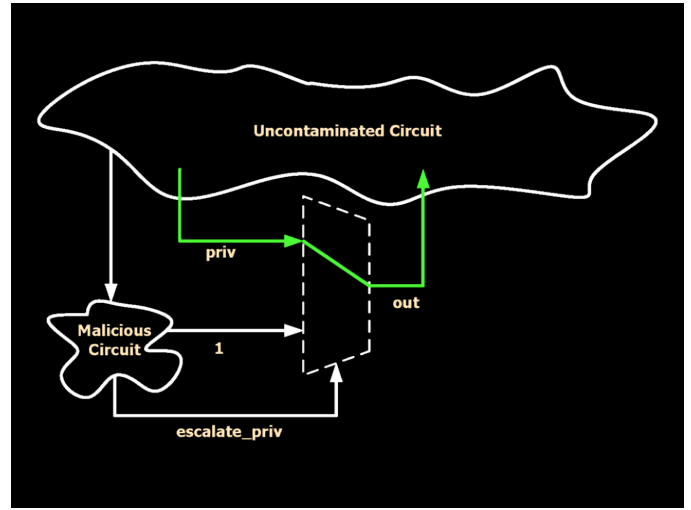 Uncontaminated Circuit
priv
out
Malicious
Circuit
1
escalate_priv